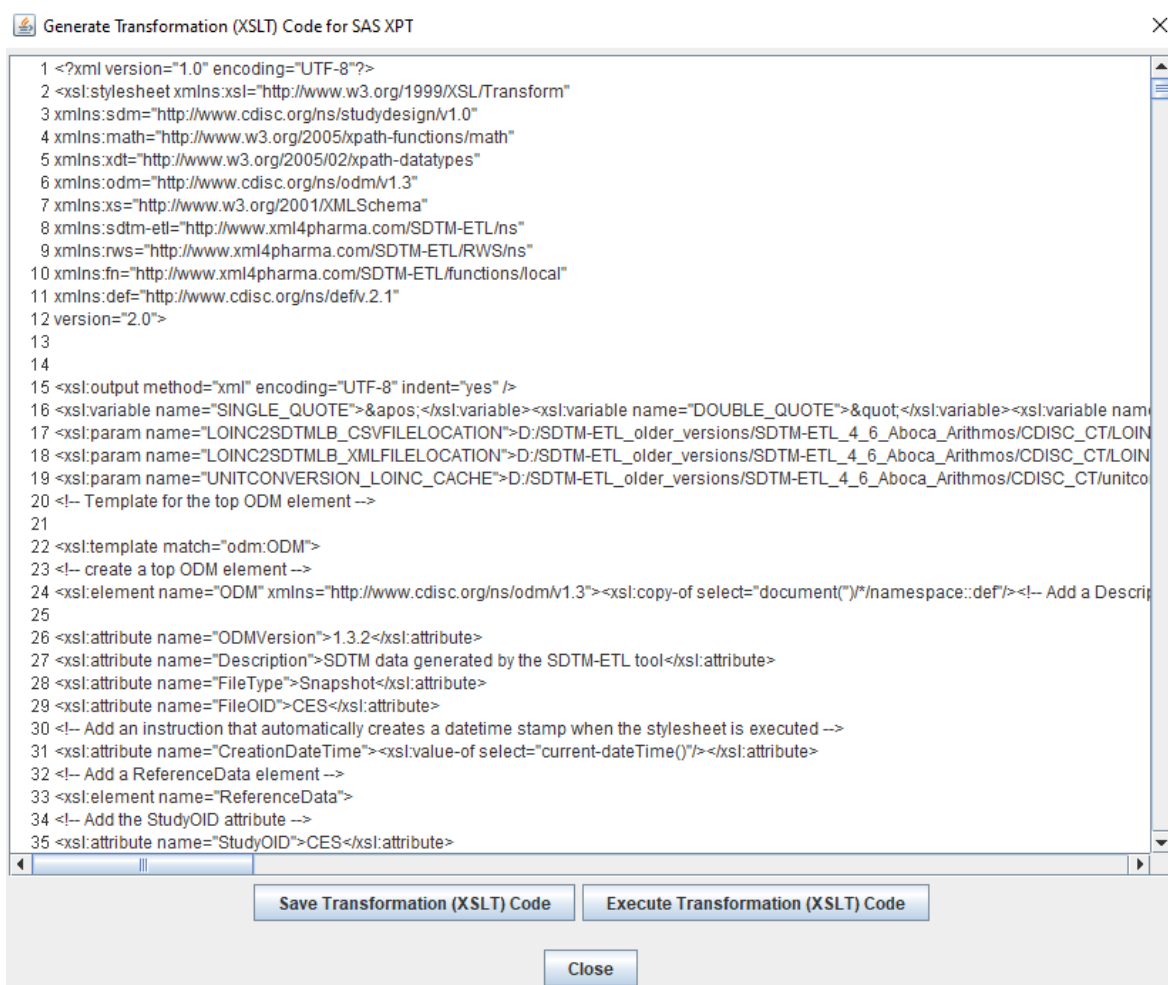 Generate Transformation (XSLT) Code for SAS XPT
1 <?xml version="1.0" encoding="UTF-8"?>
2 <xsl:stylesheet xmlns:xsl="http://www.w3.org/1999/XSL/Transform"
3 xmlns:sdm="http://www.cdisc.org/ns/studydesign/v1.0"
4 xmlns:math="http://www.w3.org/2005/xpath-functions/math"
5 xmlns:xdt="http://www.w3.org/2005/02/xpath-datatypes"
6 xmlns:odm="http://www.cdisc.org/ns/odm/v1.3"
7 xmlns:xs="http://www.w3.org/2001/XMLSchema"
8 xmlns:sdtm-etl="http://www.xml4pharma.com/SDTM-ETL/ns"
9 xmlns:rws="http://www.xml4pharma.com/SDTM-ETL/RWS/ns"
10 xmlns:fn="http://www.xml4pharma.com/SDTM-ETL/functions/local"
11 xmlns:def="http://www.cdisc.org/ns/def/v.2.1"
12 version="2.0">
13
14
15 <xsl:output method="xml" encoding="UTF-8" indent="yes" />
16 <xsl:variable name="SINGLE_QUOTE">&apos;</xsl:variable><xsl:variable name="DOUBLE_QUOTE">&quot;</xsl:variable><xsl:variable nam
17 <xsl:param name="LOINC2SDTMLB_CSVFILELOCATION">D:/SDTM-ETL_older_versions/SDTM-ETL_4_6_Aboca_Arithmos/CDISC_CT/LOIN
18 <xsl:param name="LOINC2SDTMLB_XMLFILELOCATION">D:/SDTM-ETL_older_versions/SDTM-ETL_4_6_Aboca_Arithmos/CDISC_CT/LOIN
19 <xsl:param name="UNITCONVERSION_LOINC_CACHE">D:/SDTM-ETL_older_versions/SDTM-ETL_4_6_Aboca_Arithmos/CDISC_CT/unitco
20 <!-- Template for the top ODM element -->
21
22 <xsl:template match="odm:ODM">
23 <!-- create a top ODM element -->
24 <xsl:element name="ODM" xmlns="http://www.cdisc.org/ns/odm/v1.3"><xsl:copy-of select="document('')/*/namespace::def"/><!-- Add a Descrip
25
26 <xsl:attribute name="ODMVersion">1.3.2</xsl:attribute>
27 <xsl:attribute name="Description">SDTM data generated by the SDTM-ETL tool</xsl:attribute>
28 <xsl:attribute name="FileType">Snapshot</xsl:attribute>
29 <xsl:attribute name="FileOID">CES</xsl:attribute>
30 <!-- Add an instruction that automatically creates a datetime stamp when the stylesheet is executed -->
31 <xsl:attribute name="CreationDateTime"><xsl:value-of select="current-dateTime()"/></xsl:attribute>
32 <!-- Add a ReferenceData element -->
33 <xsl:element name="ReferenceData">
34 <!-- Add the StudyOID attribute -->
35 <xsl:attribute name="StudyOID">CES</xsl:attribute>
Save Transformation (XSLT) Code
Execute Transformation (XSLT) Code
Close